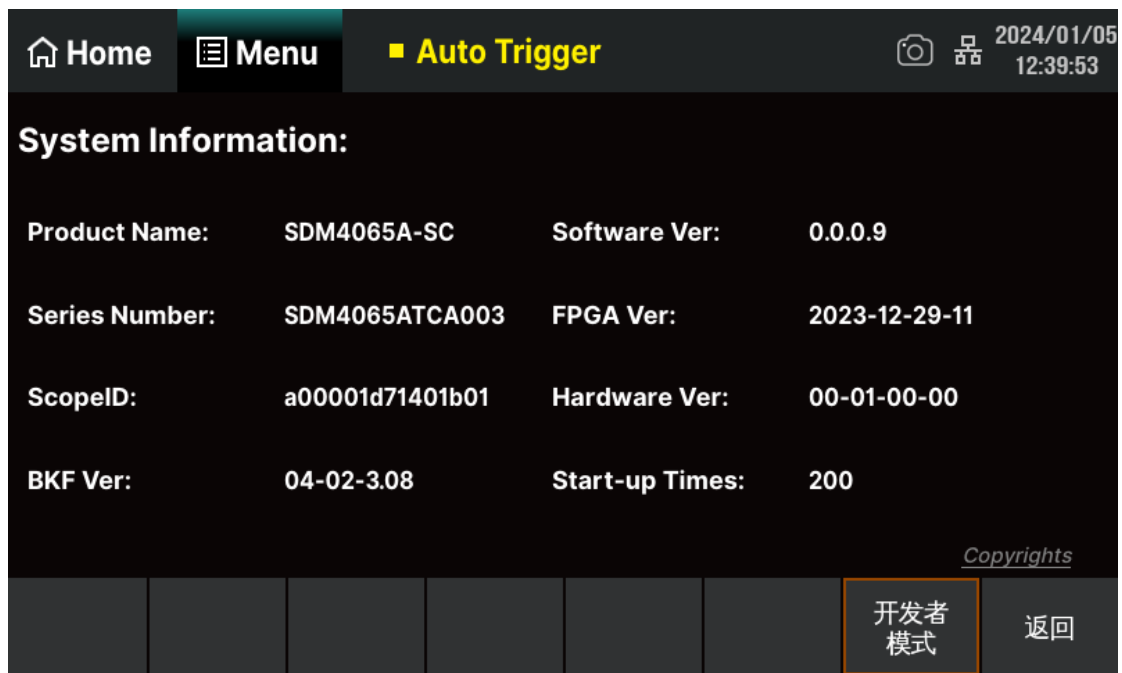 Home Menu Auto Trigger 2024/01/05
12:39:53
System Information:
Product Name: SDM4065A-SC Software Ver: 0.0.0.9
Series Number: SDM4065ATCA003 FPGA Ver: 2023-12-29-11
ScopeID: a00001d71401b01 Hardware Ver: 00-01-00-00
BKF Ver: 04-02-3.08 Start-up Times: 200
Copyrights
开发者
模式
返回